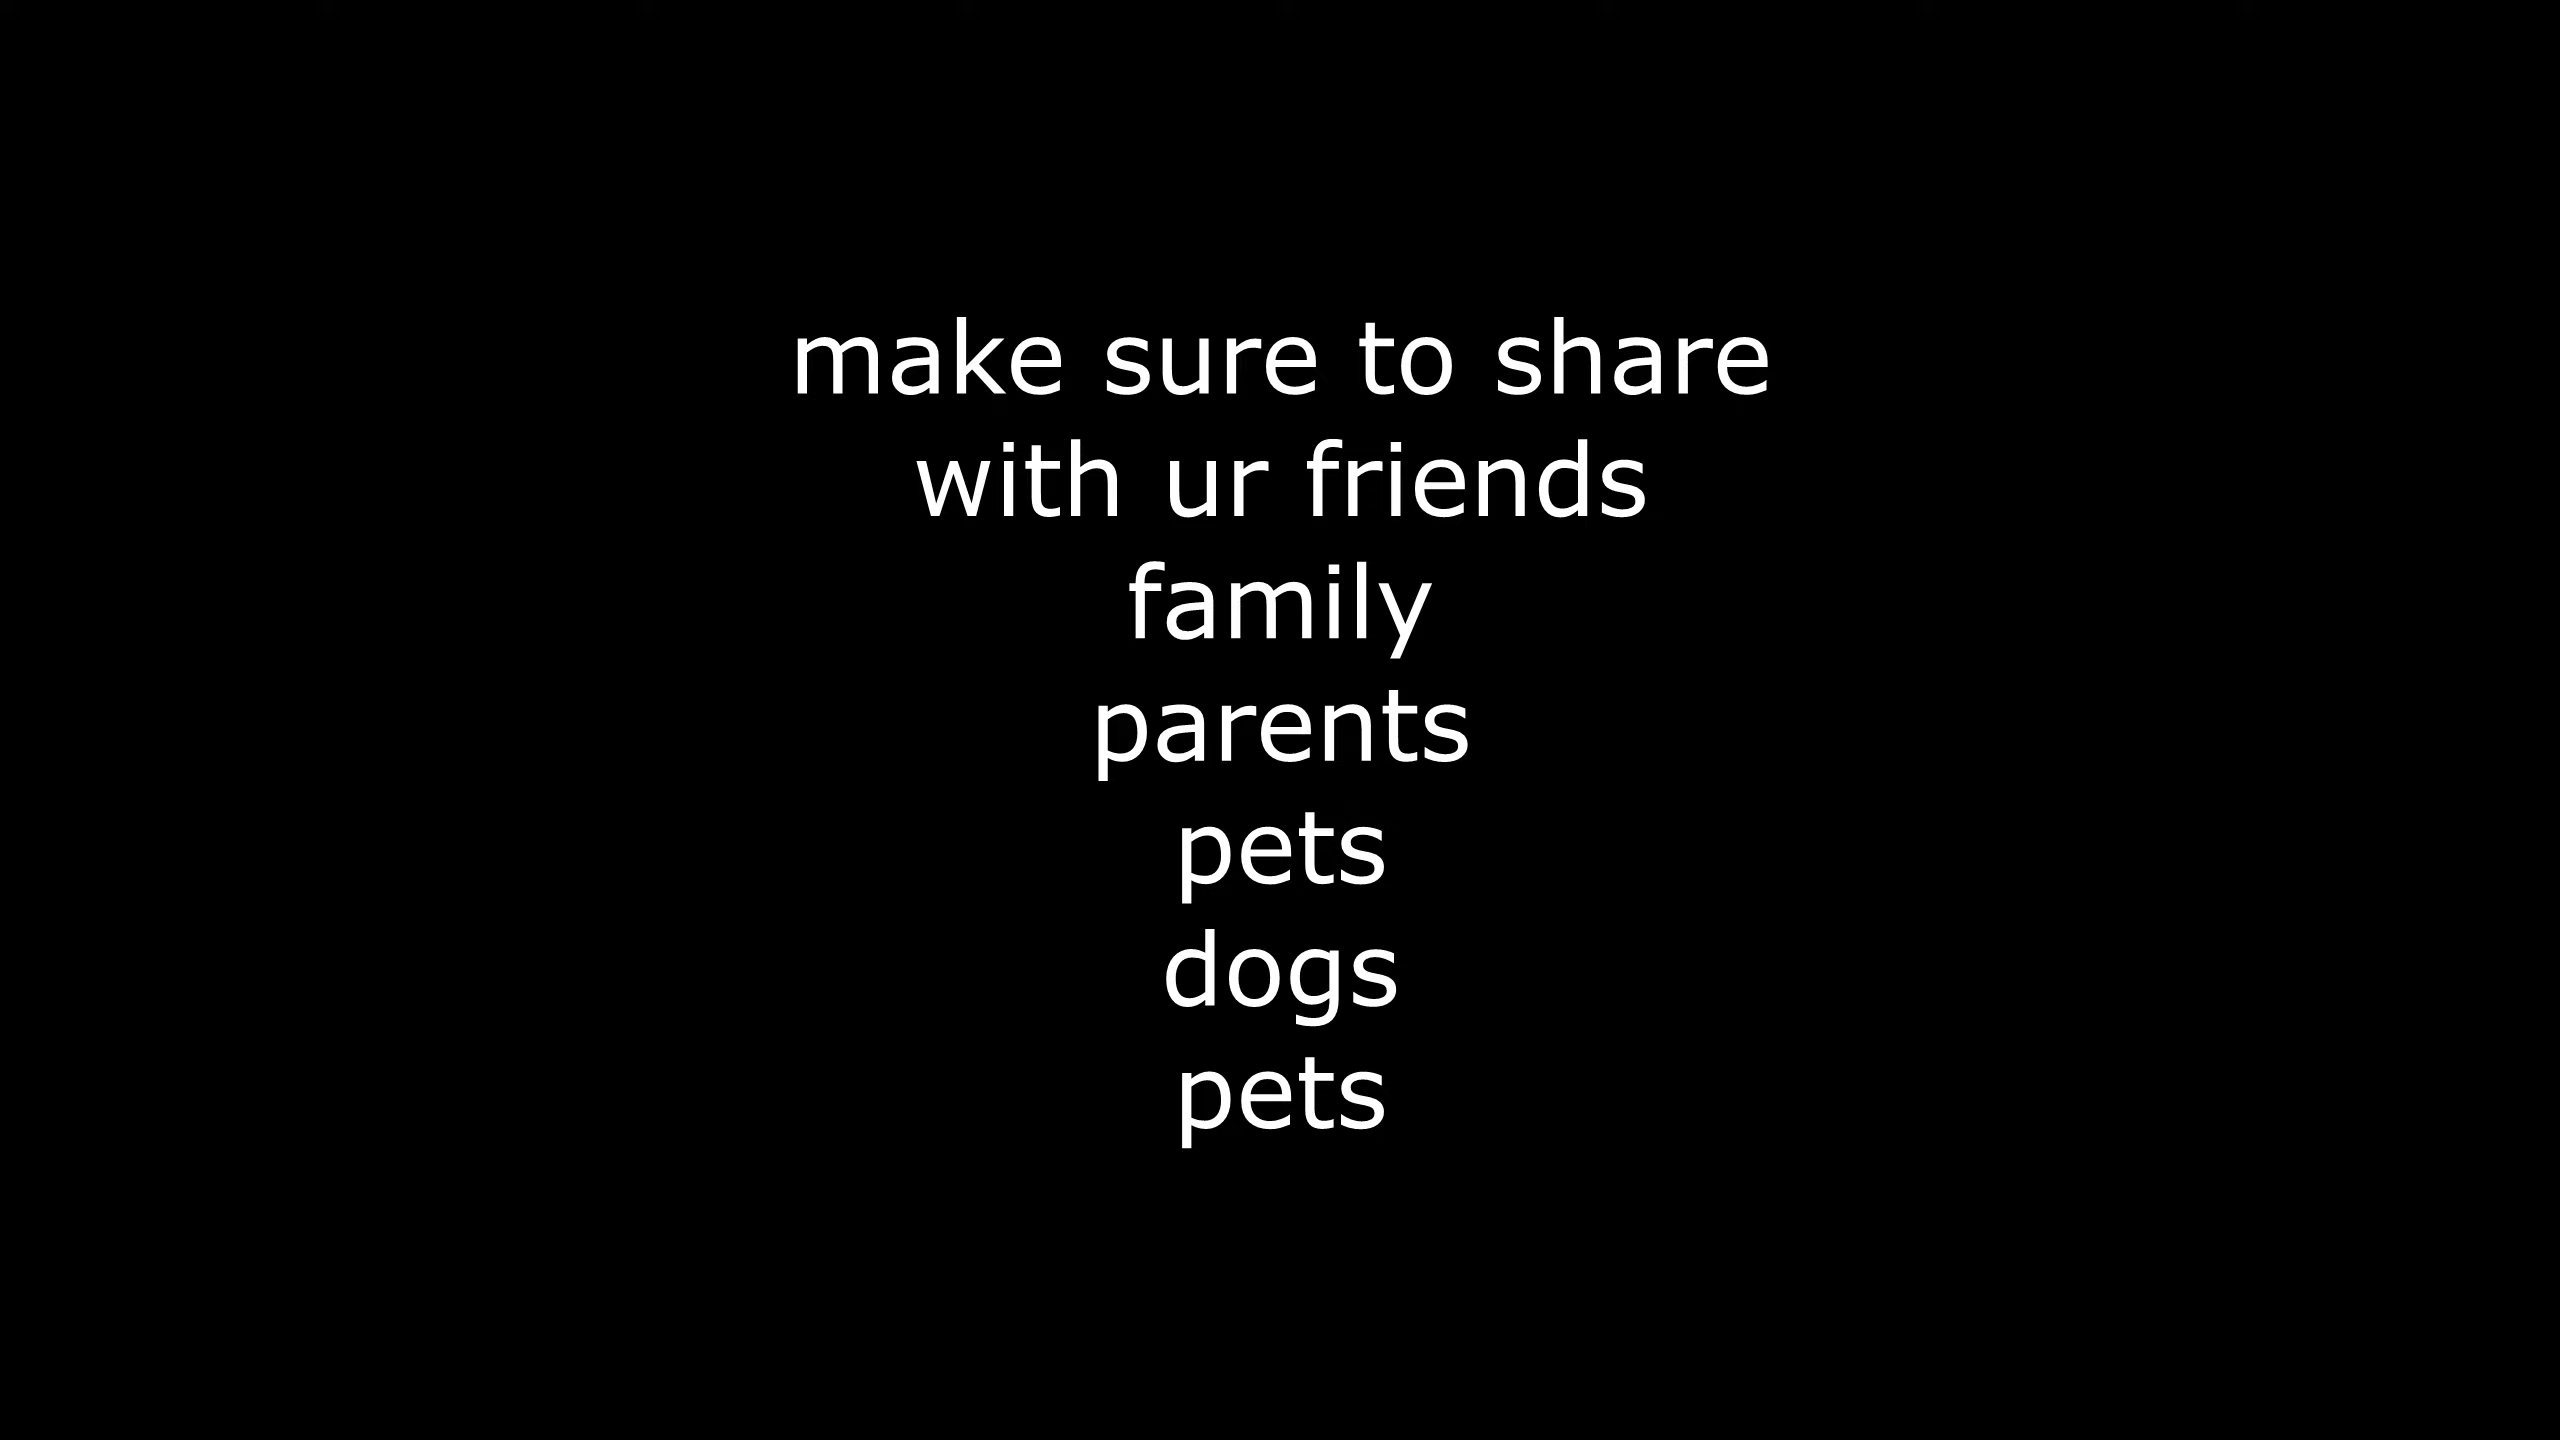 make sure to share
with ur friends
family
parents
pets
dogs
pets